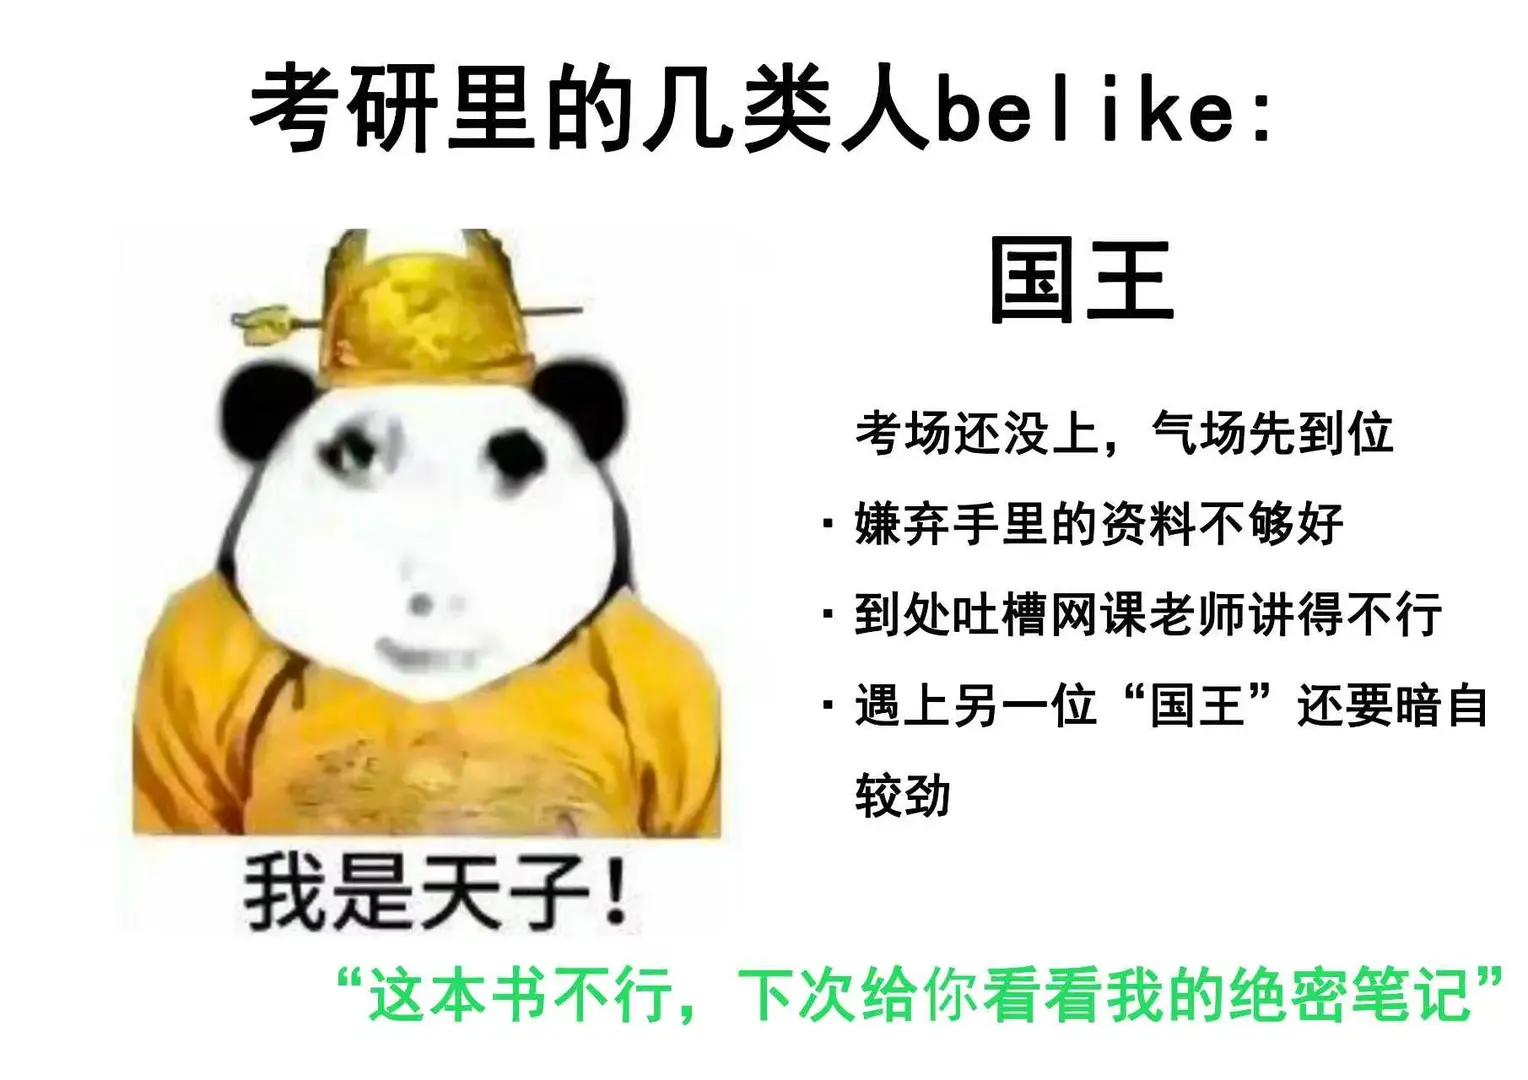 考研里的几类人belike:
国王
考场还没上，气场先到位
·嫌弃手里的资料不够好
·到处吐槽网课老师讲得不行
·遇上另一位“国王”还要暗自
较劲
我是天子！
“这本书不行，下次给你看看我的绝密笔记”